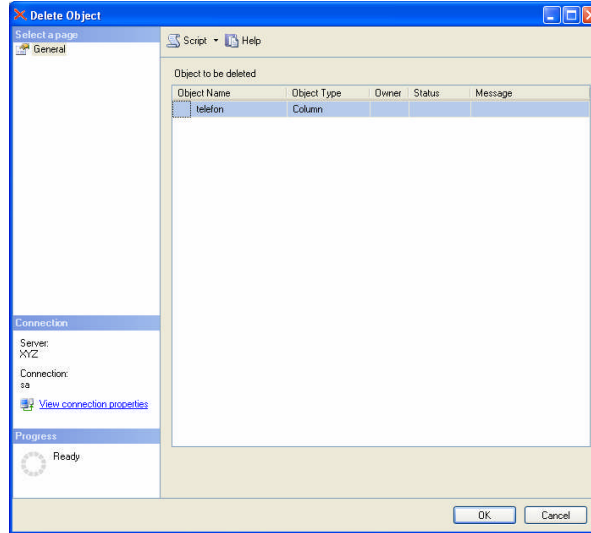 Delete Object
Select a page
General
Script Help
Object to be deleted
Object Name Object Type Owner Status Message
telefon Column
Connection
Server:
XYZ
Connection:
sa
View connection properties
Progress
Ready
OK Cancel